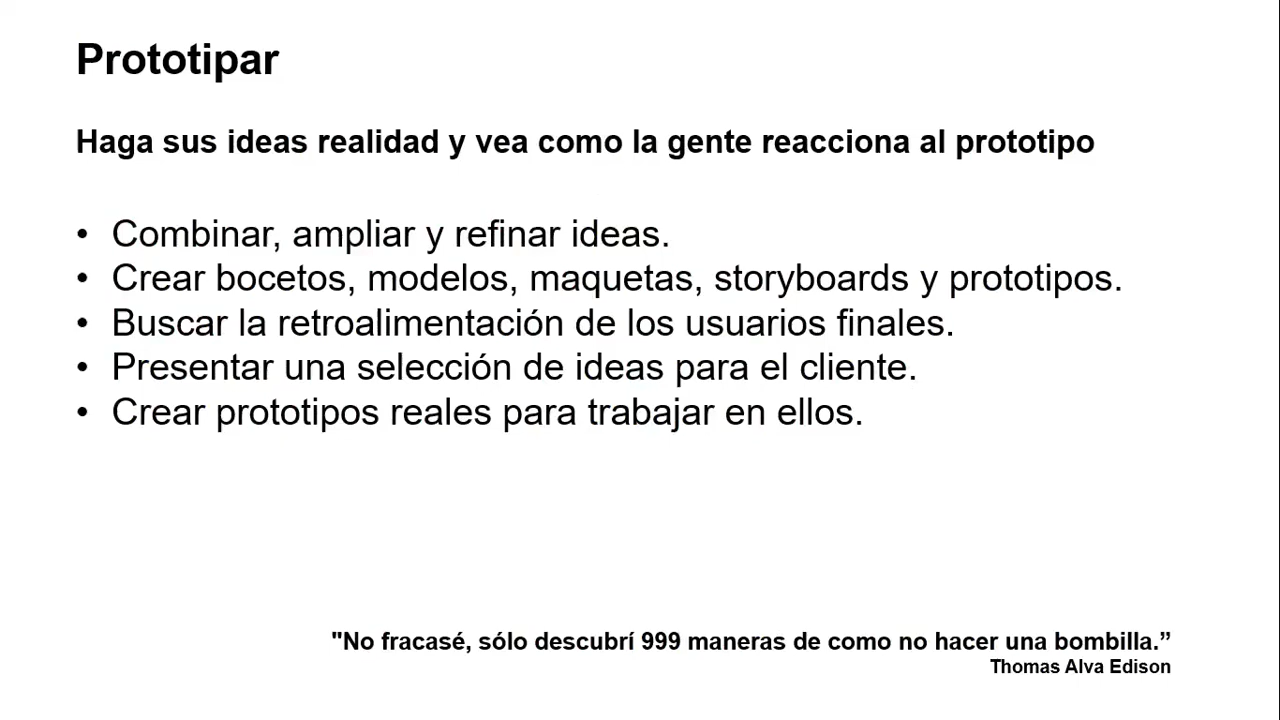 Prototipar
Haga sus ideas realidad y vea como la gente reacciona al prototipo
• Combinar, ampliar y refinar ideas.
• Crear bocetos, modelos, maquetas, storyboards y prototipos.
• Buscar la retroalimentación de los usuarios finales.
• Presentar una selección de ideas para el cliente.
• Crear prototipos reales para trabajar en ellos.
"No fracasé, sólo descubrí 999 maneras de como no hacer una bombilla.”
Thomas Alva Edison